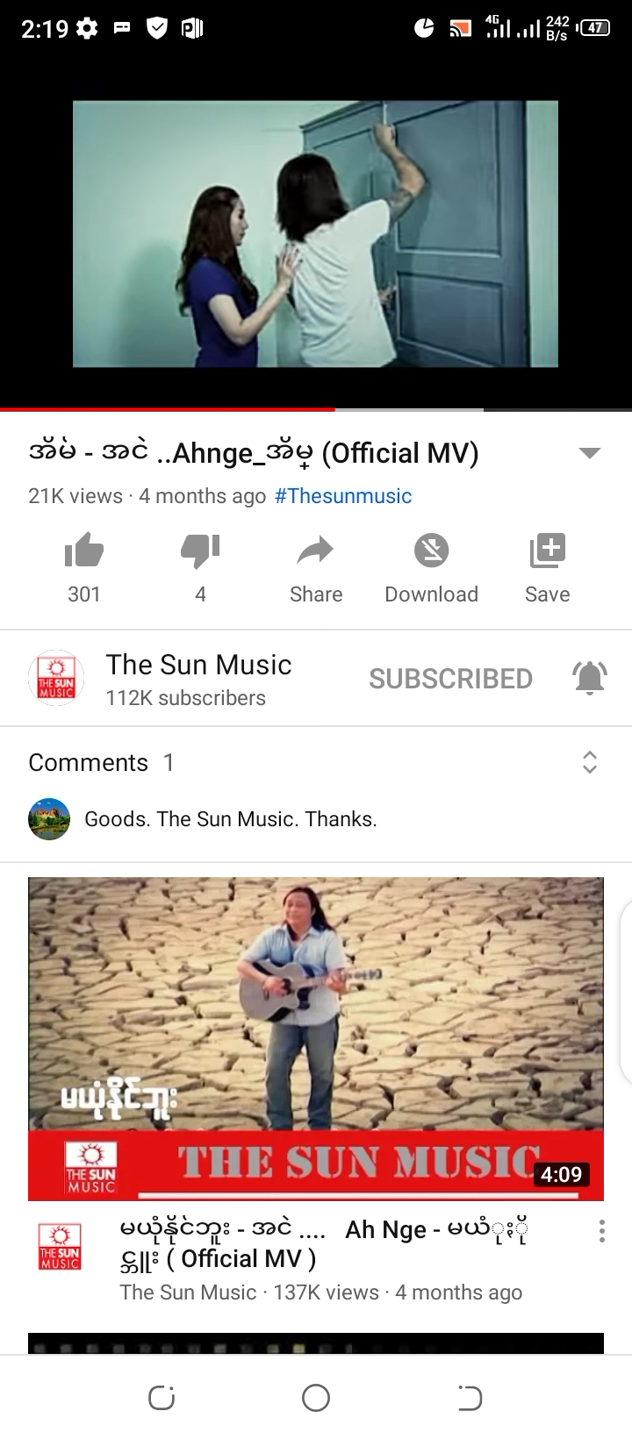 2:19
4G
242
B/s
47
အိမ် - အငဲ ..Ahnge_အိမ္ (Official MV)
21K views · 4 months ago #Thesunmusic
301
4
Share
Download
Save
THE SUN
MUSIC
The Sun Music
SUBSCRIBED
112K subscribers
Comments 1
Goods. The Sun Music. Thanks.
မယုံနိုင်ဘူး
THE SUN
MUSIC
THE SUN MUSIC
4:09
THE SUN
MUSIC
မယုံနိုင်ဘူး - အငဲ .... Ah Nge - မယံ
( Official MV )
The Sun Music · 137K views · 4 months ago